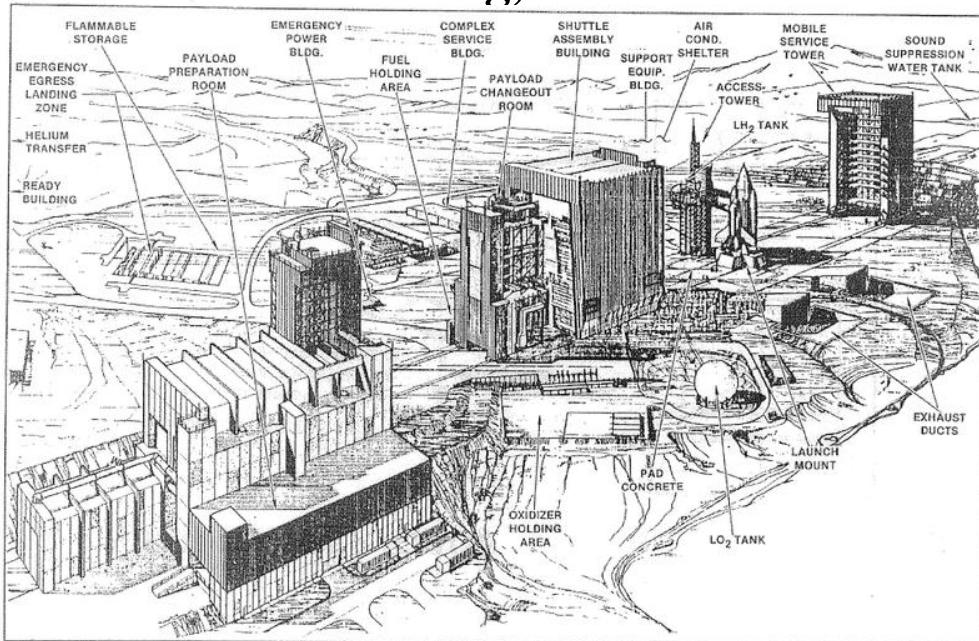 FLAMMABLE
STORAGE
EMERGENCY
EGRESS
LANDING
ZONE
HELIUM
TRANSFER
READY
BUILDING
PAYLOAD
PREPARATION
ROOM
EMERGENCY
POWER BLDG.
FUEL
HOLDING
AREA
COMPLEX
SERVICE
BLDG.
PAYLOAD
CHANGEOUT
ROOM
SHUTTLE
ASSEMBLY
BUILDING
SUPPORT
EQUIP.
BLDG.
AIR
COND.
SHELTER
ACCESS
TOWER
LH₂ TANK
MOBILE
SERVICE
TOWER
SOUND
SUPPRESSION
WATER TANK
EXHAUST
DUCTS
LAUNCH
MOUNT
PAD
CONCRETE
OXIDIZER
HOLDING
AREA
LO₂ TANK